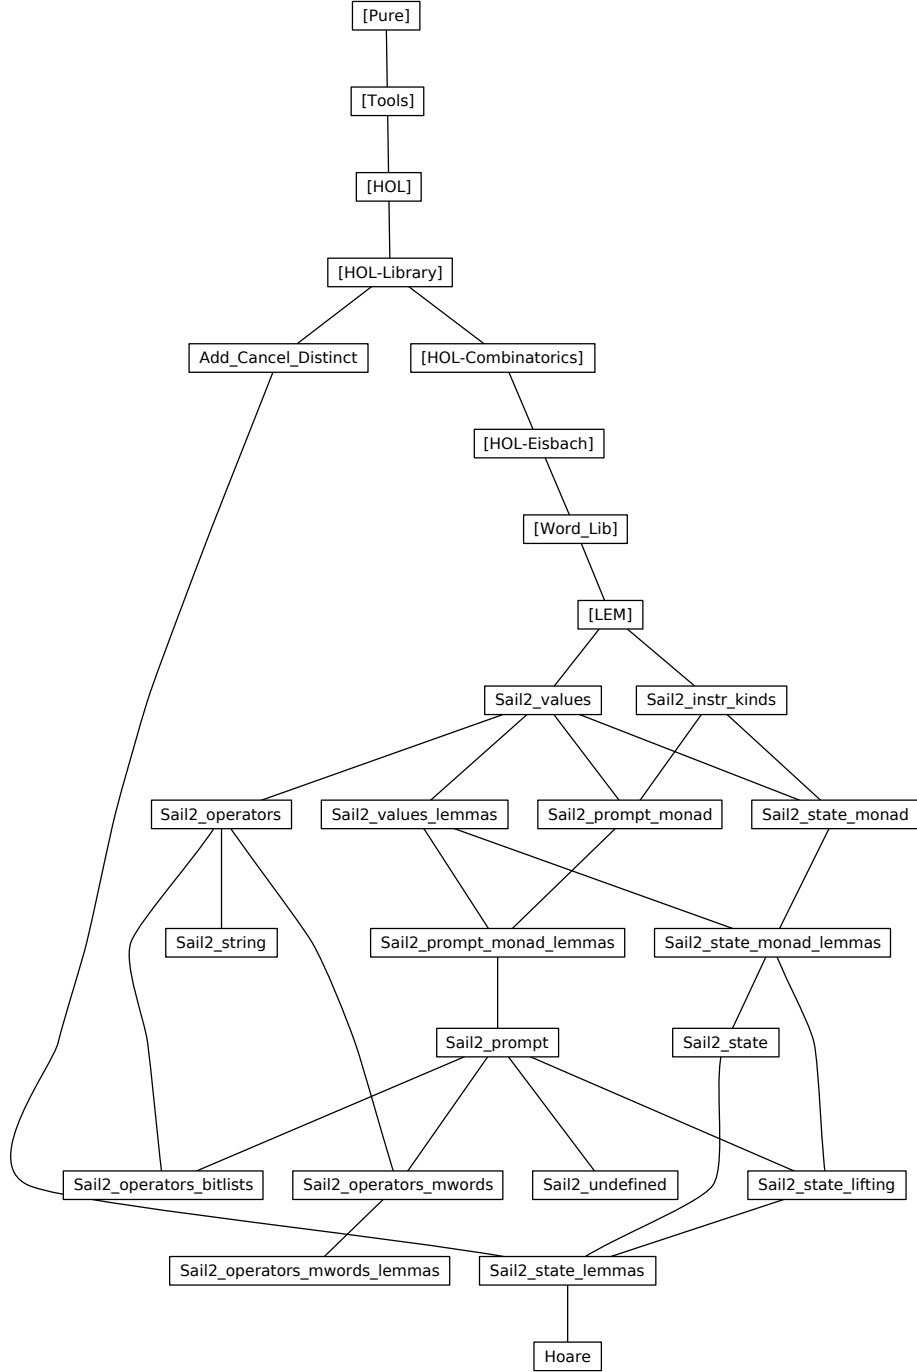 [Pure]
[Tools]
[HOL]
[HOL-Library]
Add_Cancel_Distinct
[HOL-Combinatorics]
[HOL-Eisbach]
[Word_Lib]
[LEM]
Sail2_values
Sail2_instr_kinds
Sail2_operators
Sail2_values_lemmas
Sail2_prompt_monad
Sail2_state_monad
Sail2_string
Sail2_prompt_monad_lemmas
Sail2_state_monad_lemmas
Sail2_prompt
Sail2_state
Sail2_operators_bitlists
Sail2_operators_mwords
Sail2_undefined
Sail2_state_lifting
Sail2_operators_mwords_lemmas
Sail2_state_lemmas
Hoare